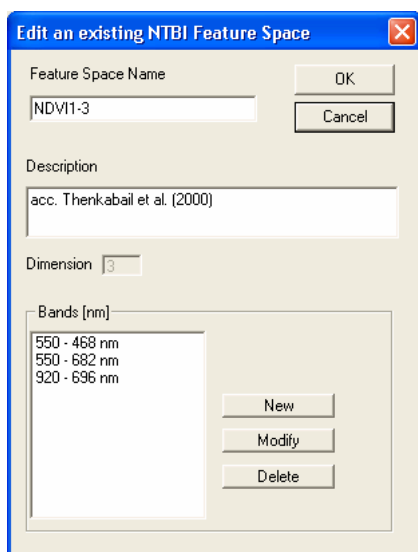 Edit an existing NTBI Feature Space
Feature Space Name
OK
NDVI1-3
Cancel
Description
acc. Thenkabail et al. (2000)
Dimension 3
Bands [nm]
550 - 468 nm
550 - 682 nm
920 - 696 nm
New
Modify
Delete